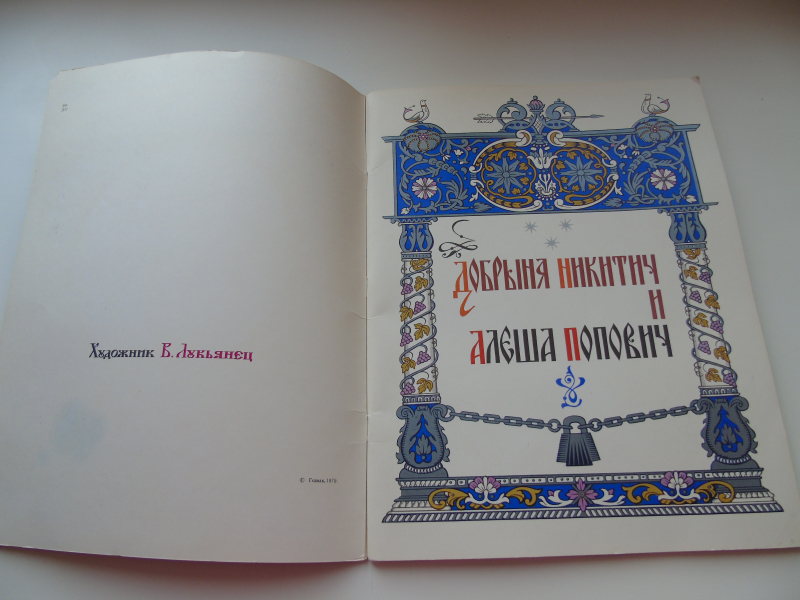 Художник В. Лукьянец
Добрыня Никитич
и
Алеша Попович